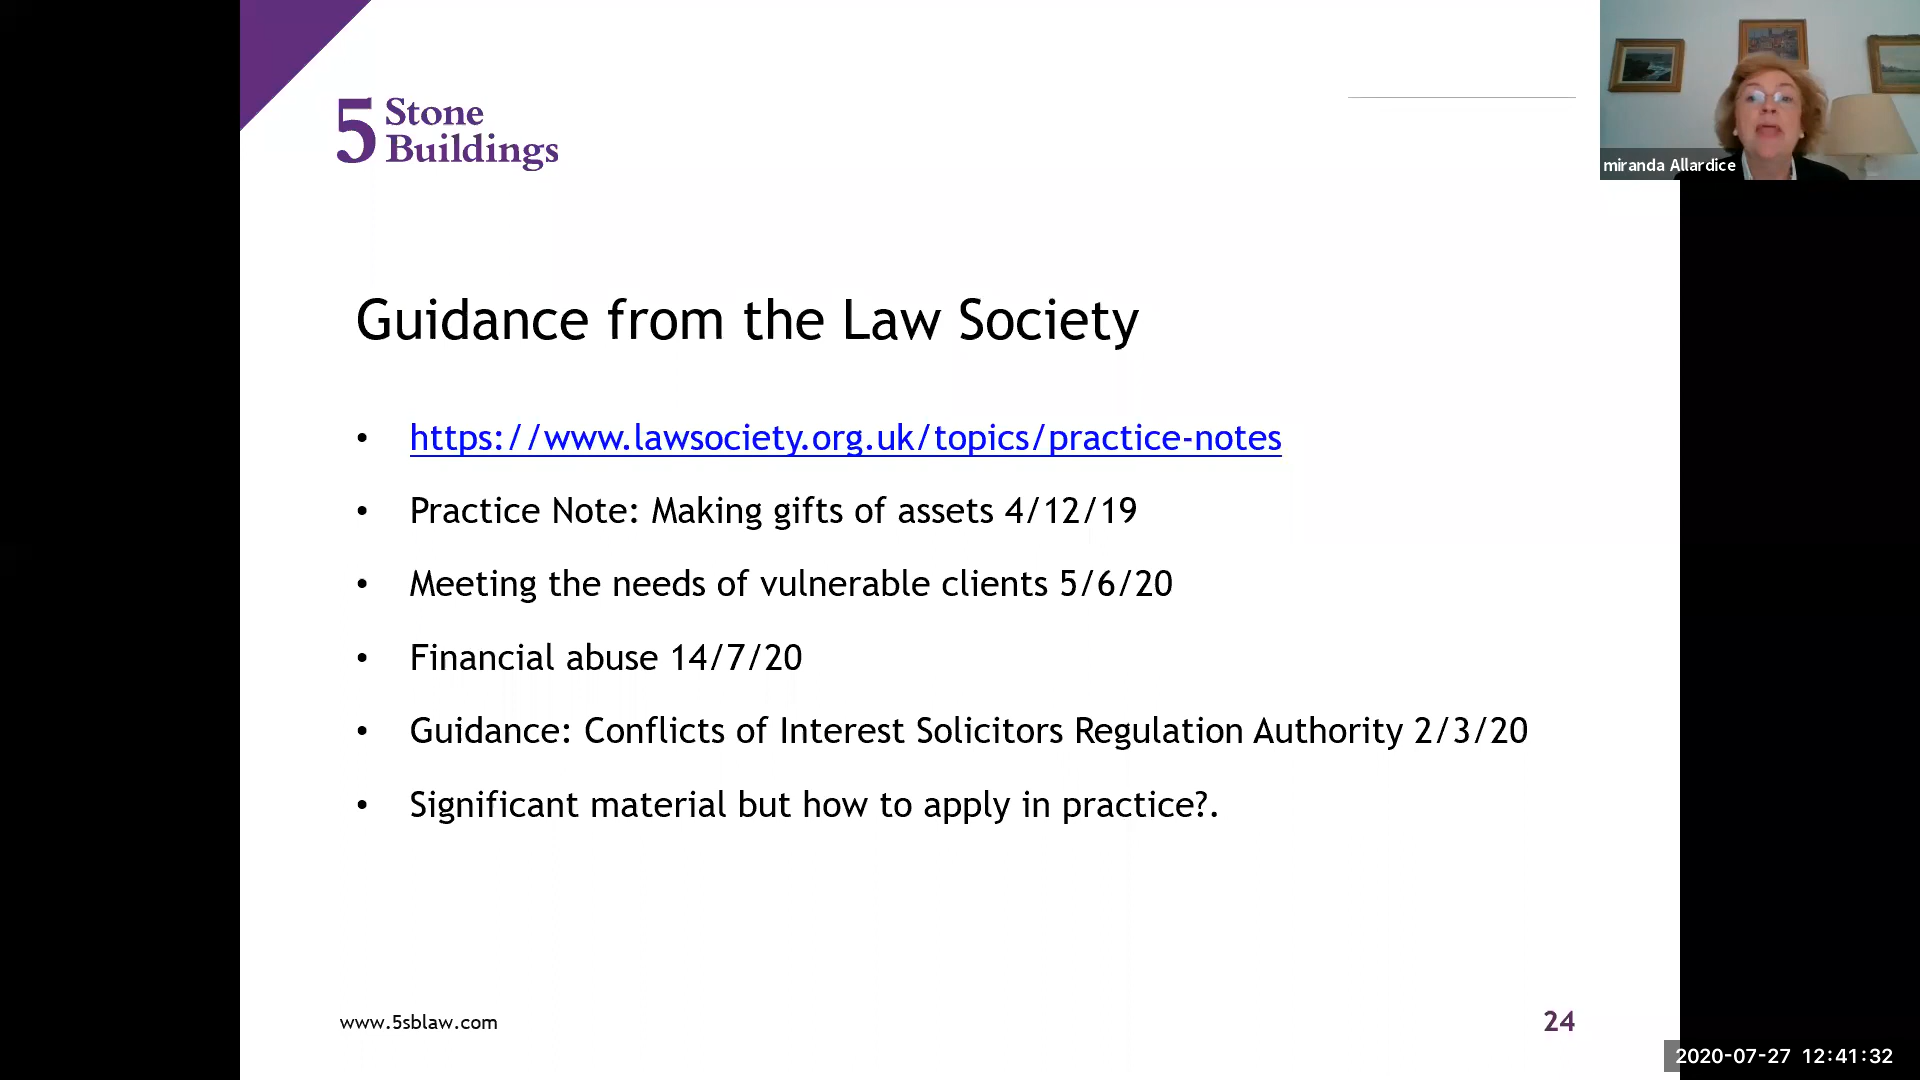 5 Stone
Buildings
miranda Allardice
Guidance from the Law Society
• https://www.lawsociety.org.uk/topics/practice-notes
• Practice Note: Making gifts of assets 4/12/19
• Meeting the needs of vulnerable clients 5/6/20
• Financial abuse 14/7/20
• Guidance: Conflicts of Interest Solicitors Regulation Authority 2/3/20
• Significant material but how to apply in practice?.
www.5sblaw.com
24
2020-07-27 12:41:32